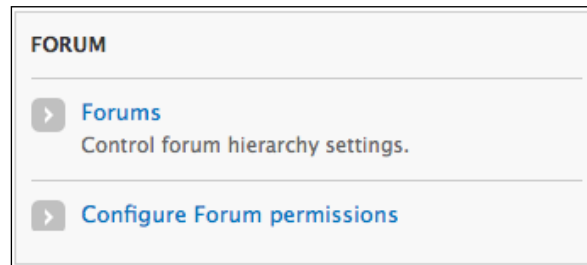 FORUM
Forums
Control forum hierarchy settings.
Configure Forum permissions